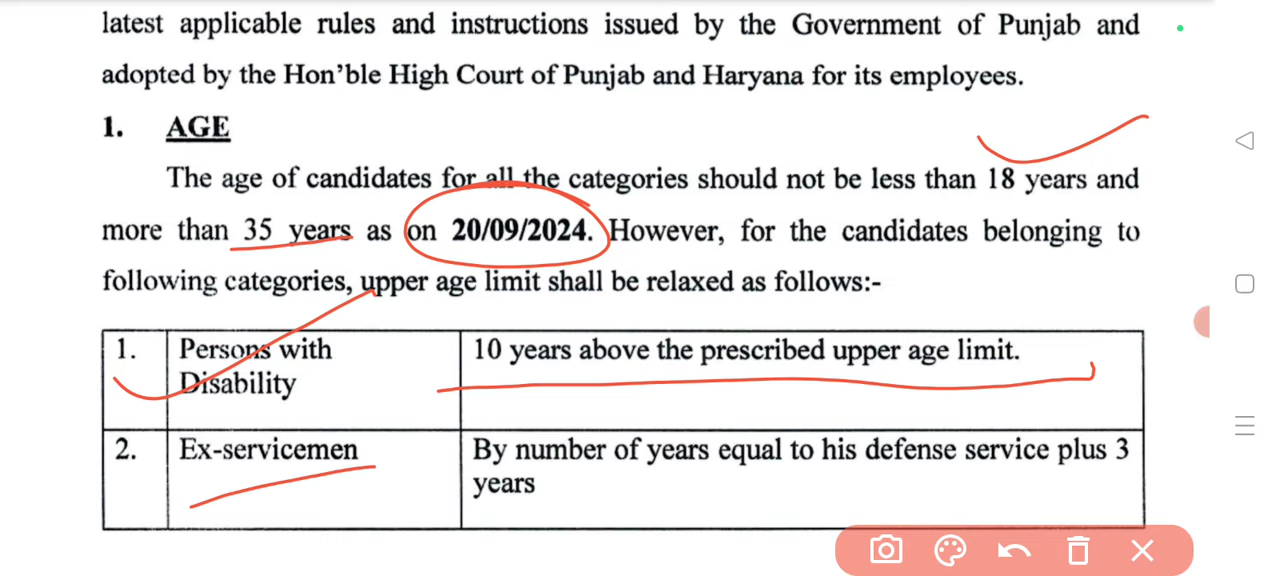 latest applicable rules and instructions issued by the Government of Punjab and
adopted by the Hon'ble High Court of Punjab and Haryana for its employees.
1. AGE
The age of candidates for all the categories should not be less than 18 years and
more than 35 years as on 20/09/2024. However, for the candidates belonging to
following categories, upper age limit shall be relaxed as follows:-
1. Persons with Disability 10 years above the prescribed upper age limit.
2. Ex-servicemen By number of years equal to his defense service plus 3
years